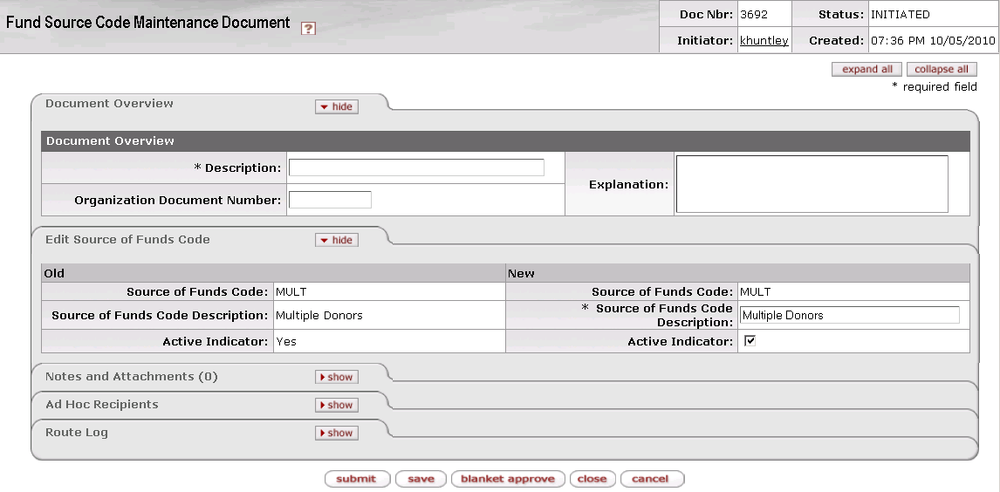 Fund Source Code Maintenance Document ?
Doc Nbr: 3692 Status: INITIATED
Initiator: khuntley Created: 07:36 PM 10/05/2010
expand all collapse all
* required field
Document Overview hide
Document Overview
* Description:
Explanation:
Organization Document Number:
Edit Source of Funds Code hide
Old New
Source of Funds Code: MULT Source of Funds Code: MULT
Source of Funds Code Description: Multiple Donors * Source of Funds Code
Description: Multiple Donors
Active Indicator: Yes Active Indicator:
Notes and Attachments (0) show
Ad Hoc Recipients show
Route Log show
submit save blanket approve close cancel